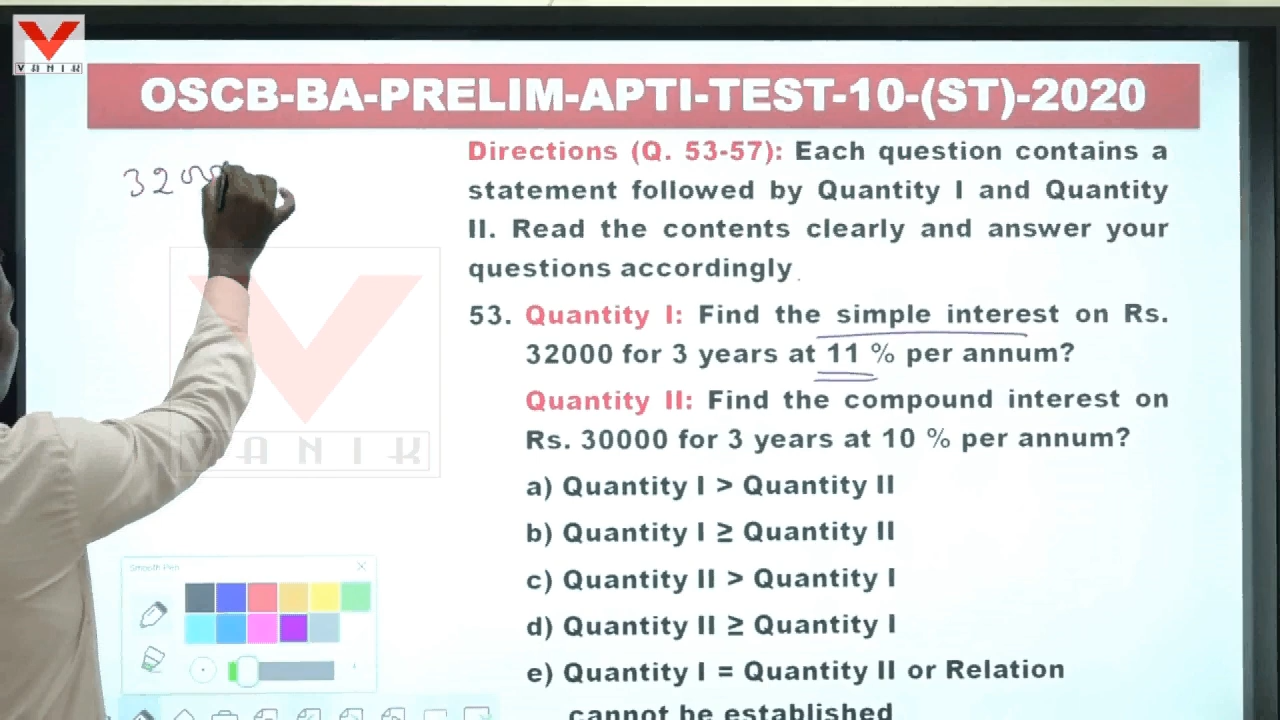 VANIK
OSCB-BA-PRELIM-APTI-TEST-10-(ST)-2020
Directions (Q. 53-57): Each question contains a
statement followed by Quantity I and Quantity
II. Read the contents clearly and answer your
questions accordingly.
53. Quantity I: Find the simple interest on Rs.
32000 for 3 years at 11 % per annum?
Quantity II: Find the compound interest on
Rs. 30000 for 3 years at 10 % per annum?
a) Quantity I > Quantity II
b) Quantity I ≥ Quantity II
c) Quantity II > Quantity I
d) Quantity II ≥ Quantity I
e) Quantity I = Quantity II or Relation
cannot be established
3200
VANIK
Smooth Pen